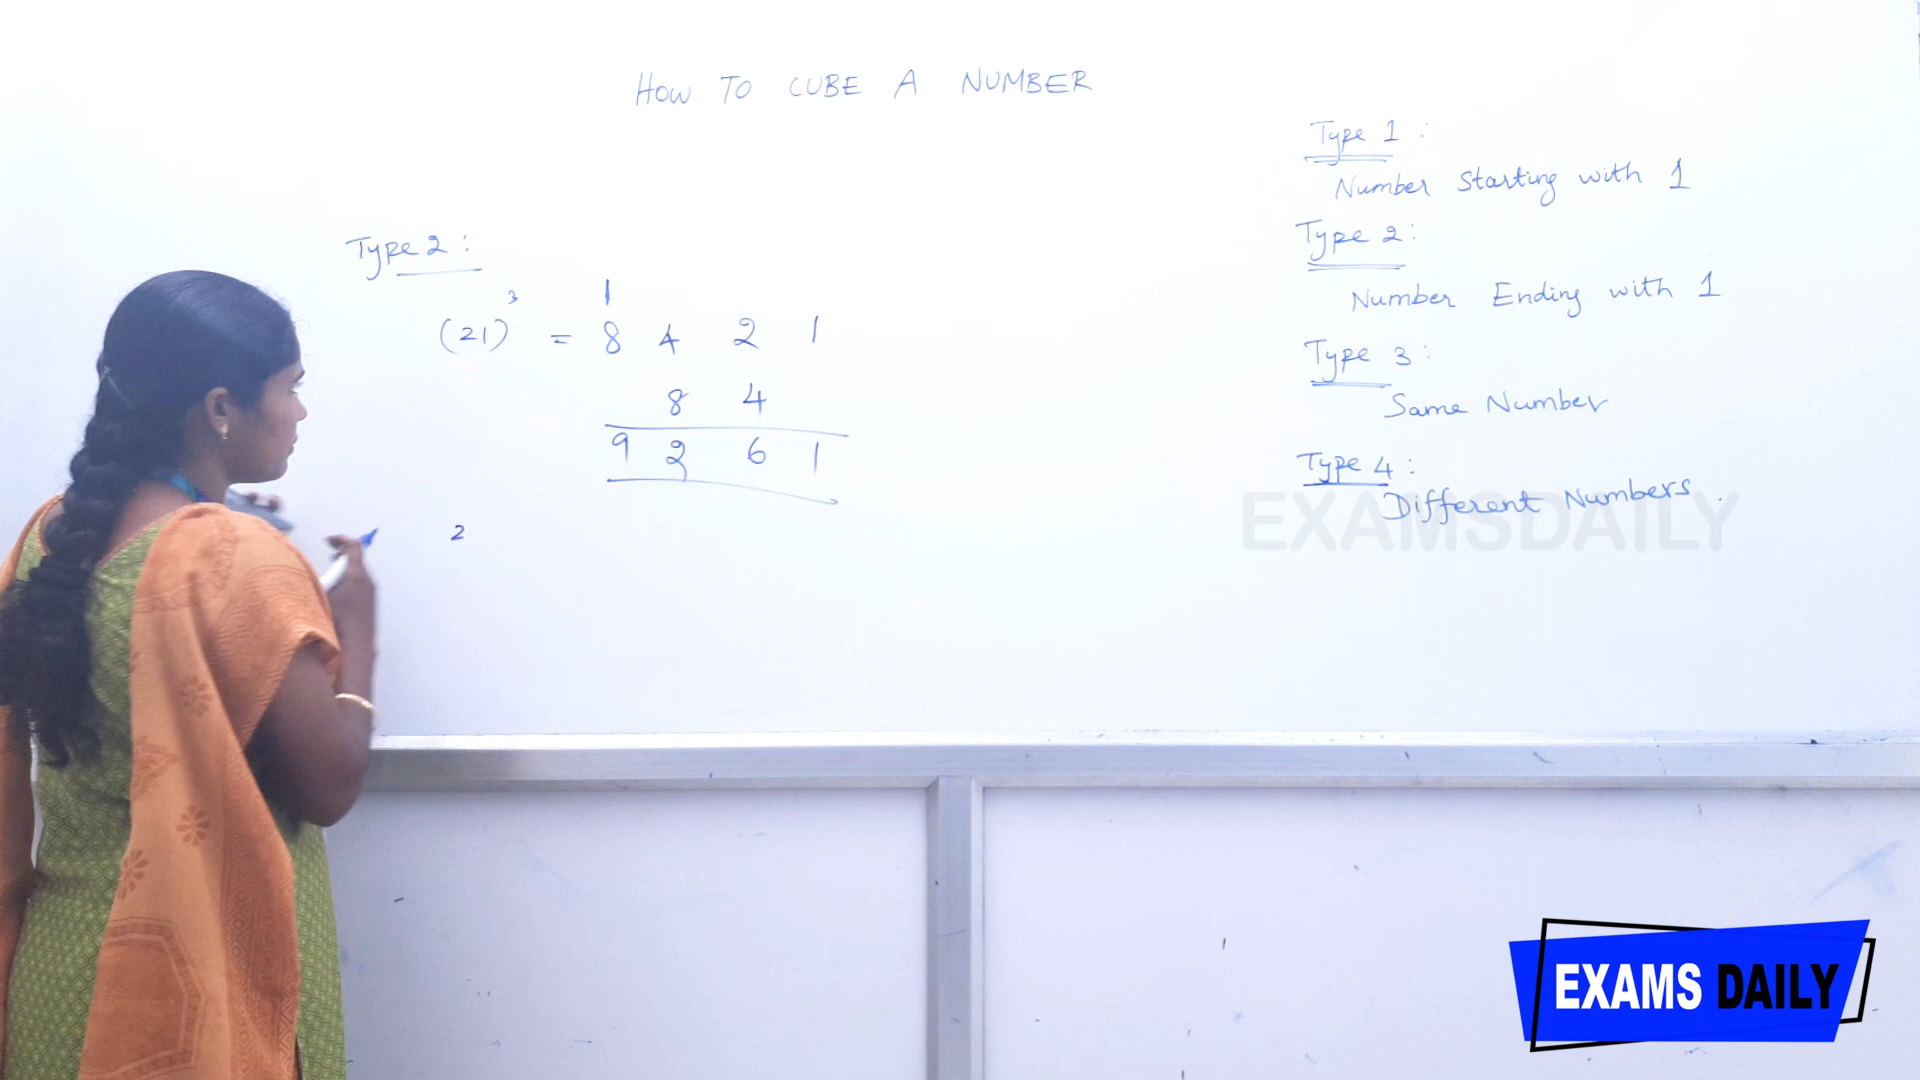 HOW TO CUBE A NUMBER
Type 2:
3 1
(21) = 8 4 2 1
8 4
9 2 6 1
2
Type 1:
Number Starting with 1
Type 2:
Number Ending with 1
Type 3:
Same Number
Type 4:
Different Numbers.
EXAMSDAILY
EXAMS DAILY